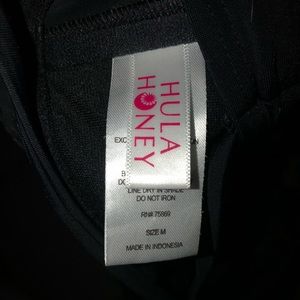 HULA
HONEY
LINE DRY IN SHADE
DO NOT IRON
RN# 75869
SIZE M
MADE IN INDONESIA